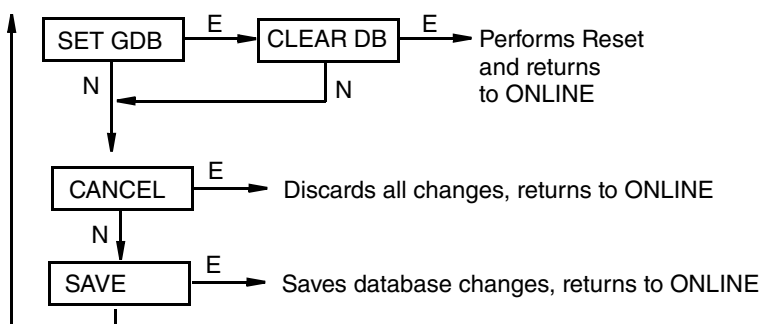 SET GDB E CLEAR DB E Performs Reset
and returns
to ONLINE
N N
CANCEL E Discards all changes, returns to ONLINE
N
SAVE E Saves database changes, returns to ONLINE